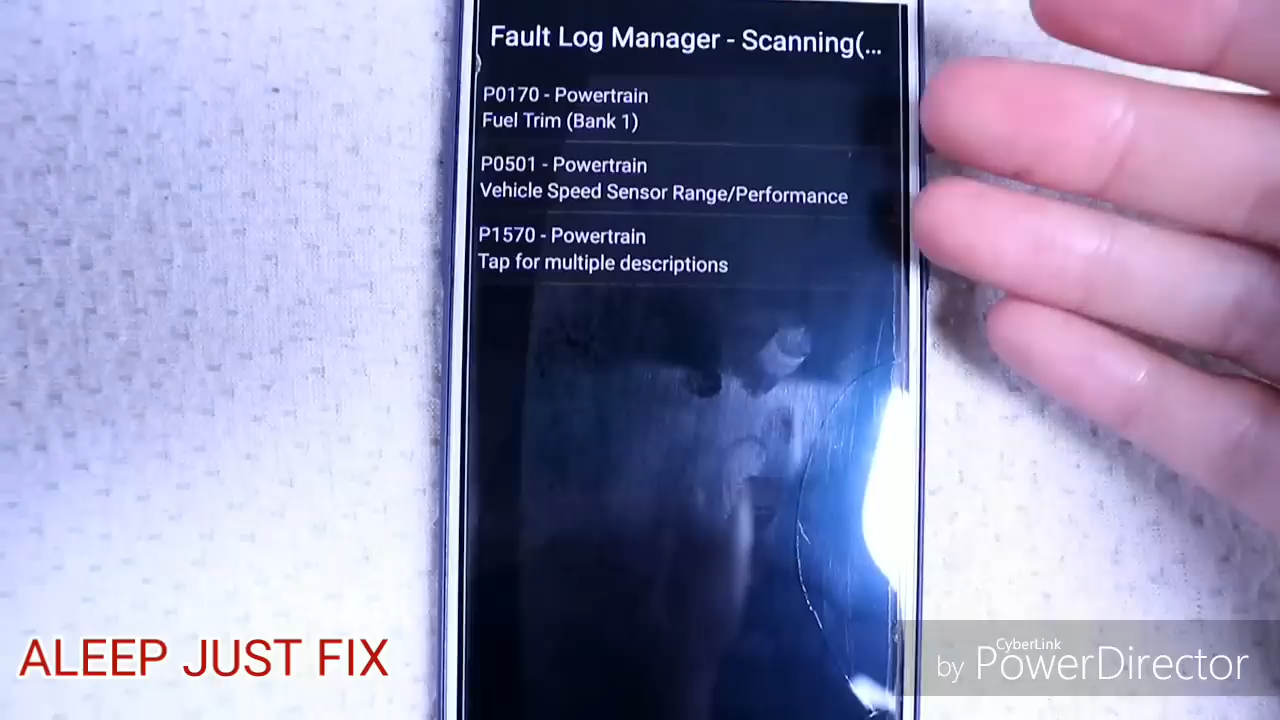 Fault Log Manager - Scanning(...
P0170 - Powertrain
Fuel Trim (Bank 1)
P0501 - Powertrain
Vehicle Speed Sensor Range/Performance
P1570 - Powertrain
Tap for multiple descriptions
ALEEP JUST FIX
CyberLink
by PowerDirector